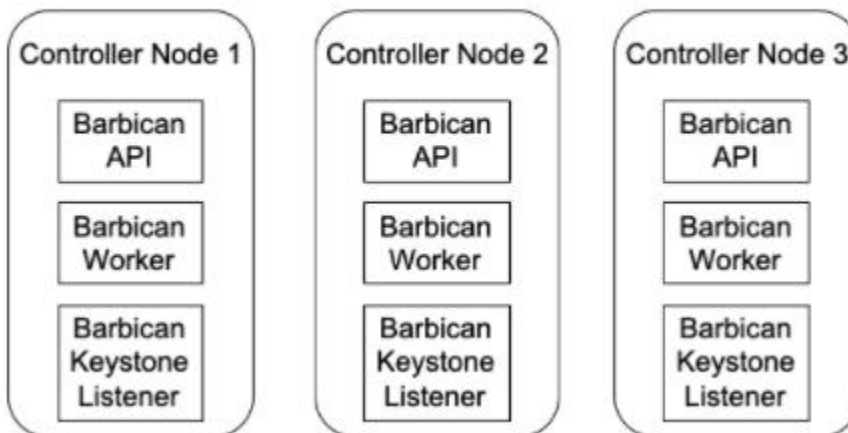 Controller Node 1
Barbican
API
Barbican
Worker
Barbican
Keystone
Listener
Controller Node 2
Barbican
API
Barbican
Worker
Barbican
Keystone
Listener
Controller Node 3
Barbican
API
Barbican
Worker
Barbican
Keystone
Listener